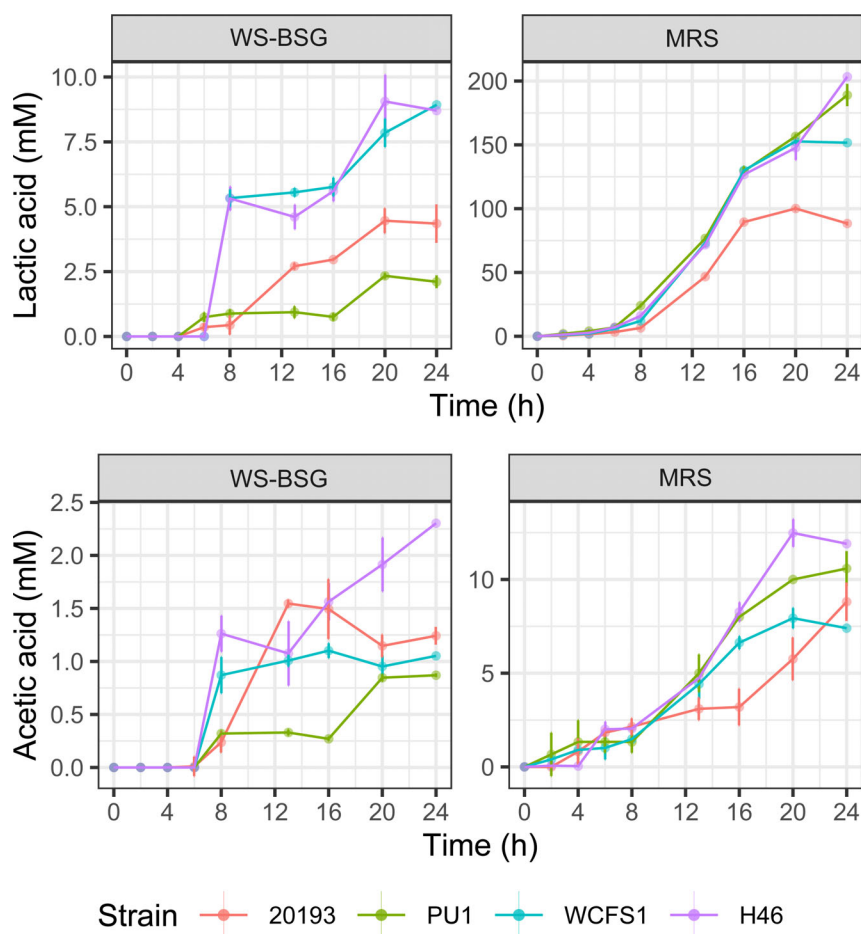 WS-BSG MRS
Lactic acid (mM)
10.0
7.5
5.0
2.5
0.0
200
150
100
50
0
0 4 8 12 16 20 24 0 4 8 12 16 20 24
Time (h)
WS-BSG MRS
Acetic acid (mM)
2.5
2.0
1.5
1.0
0.5
0.0
10
5
0
0 4 8 12 16 20 24 0 4 8 12 16 20 24
Time (h)
Strain 20193 PU1 WCFS1 H46